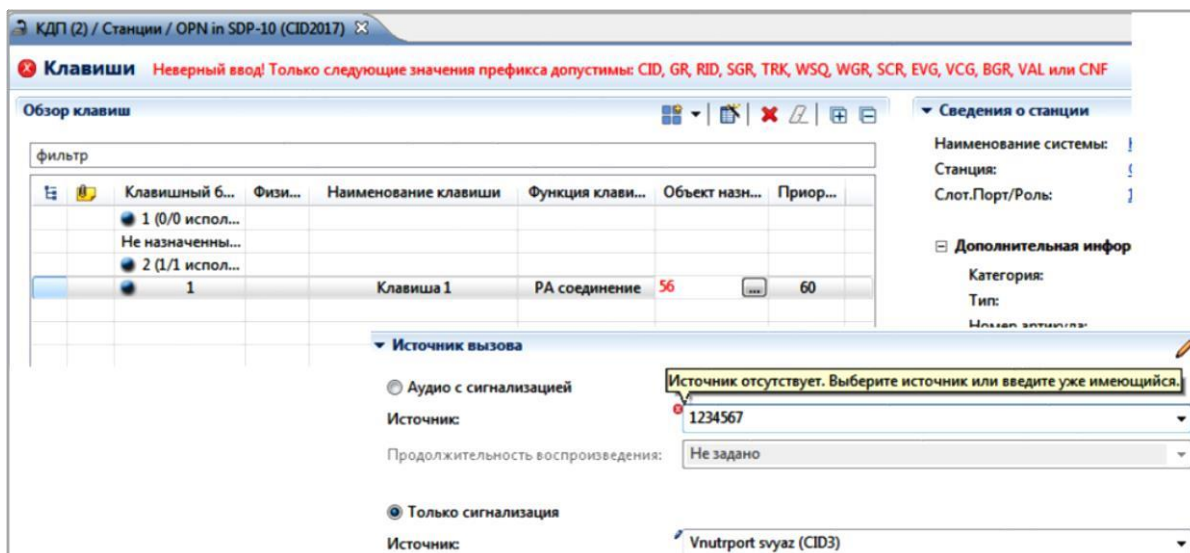 КДП (2) / Станции / OPN in SDP-10 (CID2017)
Клавиши Неверный ввод! Только следующие значения префикса допустимы: CID, GR, RID, SGR, TRK, WSQ, WGR, SCR, EVG, VCG, BGR, VAL или CNF
Обзор клавиш
фильтр
Клавишный б... Физи... Наименование клавиши Функция клави... Объект назн... Приор...
1 (0/0 испол...
Не назначенны...
2 (1/1 испол...
1 Клавиша 1 PA соединение 56 ... 60
Сведения о станции
Наименование системы:
Станция:
Слот.Порт/Роль:
Дополнительная инфор
Категория:
Тип:
Номер артикула:
Источник вызова
Аудио с сигнализацией
Источник отсутствует. Выберите источник или введите уже имеющийся.
Источник: 1234567
Продолжительность воспроизведения: Не задано
Только сигнализация
Источник: Vnutrport svyaz (CID3)